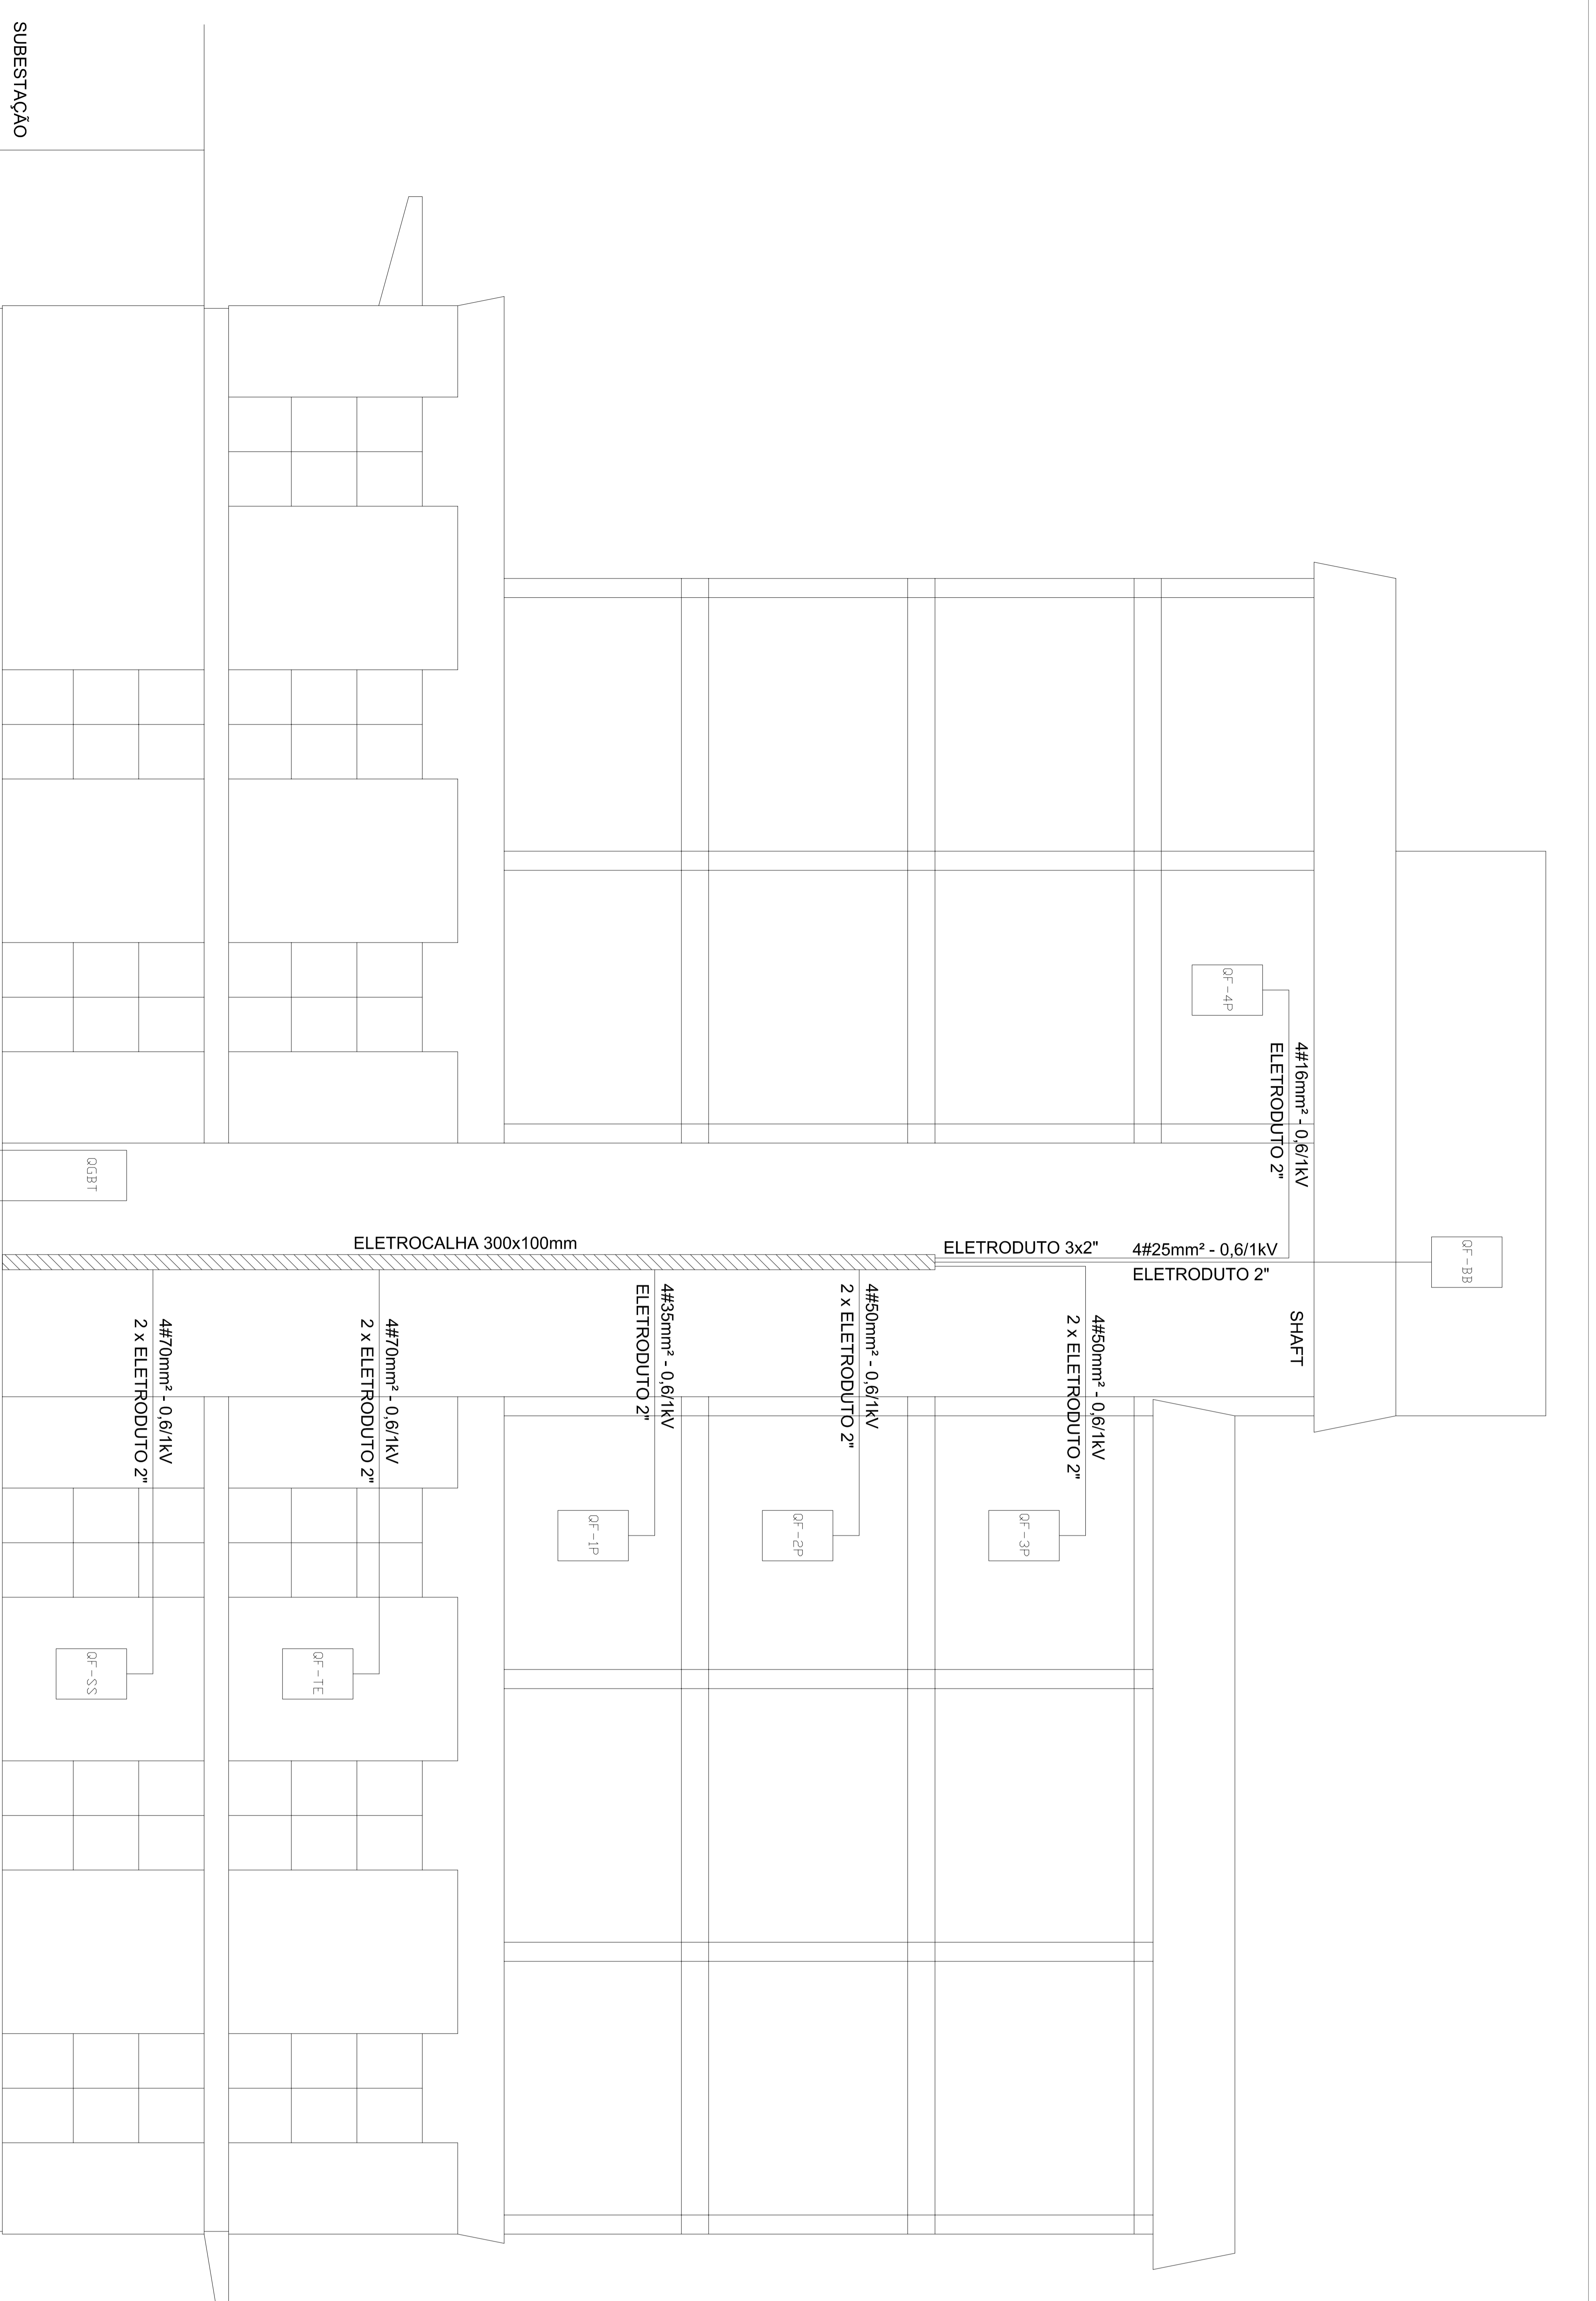 SUBESTAÇÃO
QF-BB
QF-4P
4#16mm² - 0,6/1kV
ELETRODUTO 2"
SHAFT
4#25mm² - 0,6/1kV
ELETRODUTO 2"
ELETRODUTO 3x2"
4#50mm² - 0,6/1kV
2 x ELETRODUTO 2"
QF-3P
4#50mm² - 0,6/1kV
2 x ELETRODUTO 2"
QF-2P
4#35mm² - 0,6/1kV
ELETRODUTO 2"
QF-1P
ELETROCALHA 300x100mm
4#70mm² - 0,6/1kV
2 x ELETRODUTO 2"
QF-TE
QGBT
4#70mm² - 0,6/1kV
2 x ELETRODUTO 2"
QF-SS